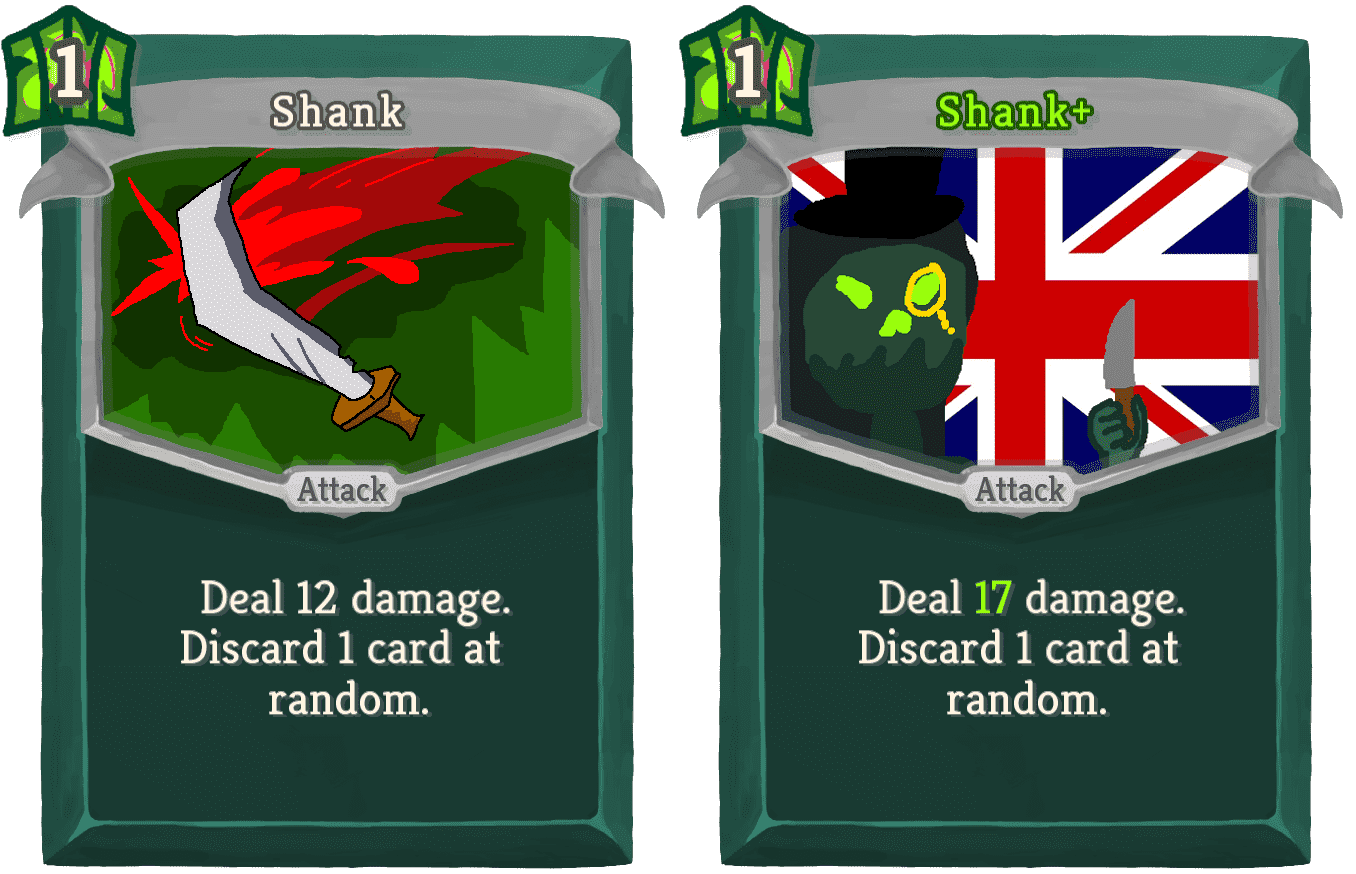 1
Shank
Attack
Deal 12 damage.
Discard 1 card at
random.
1
Shank+
Attack
Deal 17 damage.
Discard 1 card at
random.